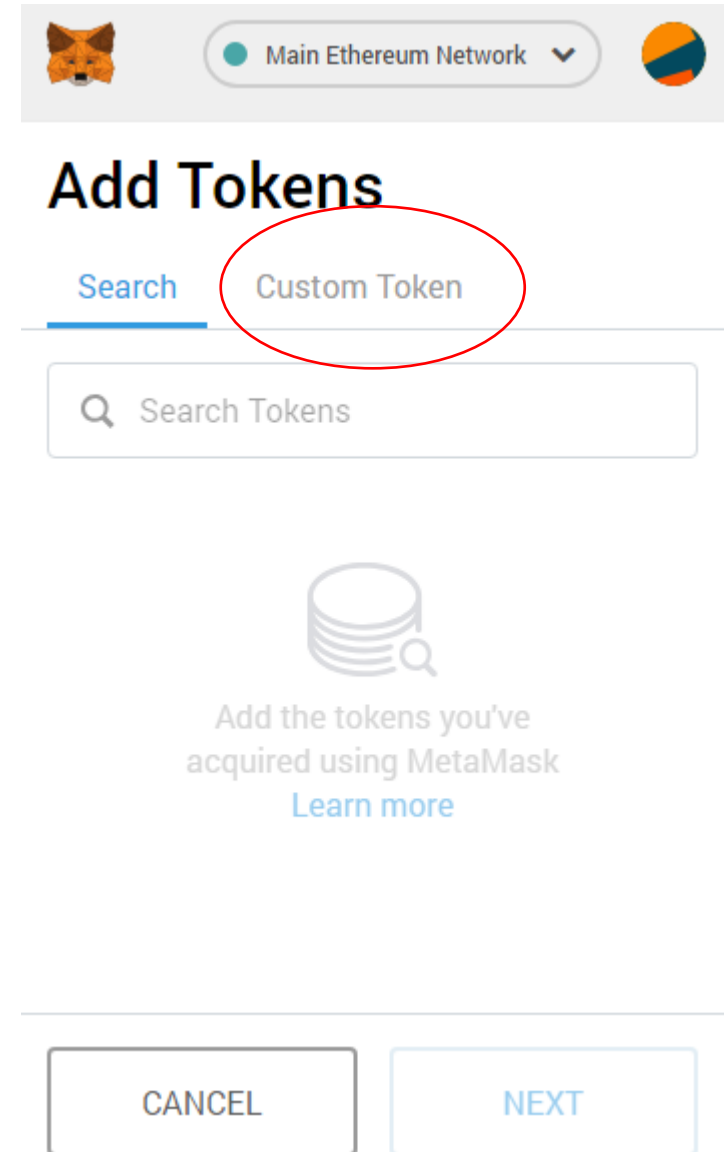 Main Ethereum Network
Add Tokens
Search Custom Token
Search Tokens
Add the tokens you've
acquired using MetaMask
Learn more
CANCEL NEXT